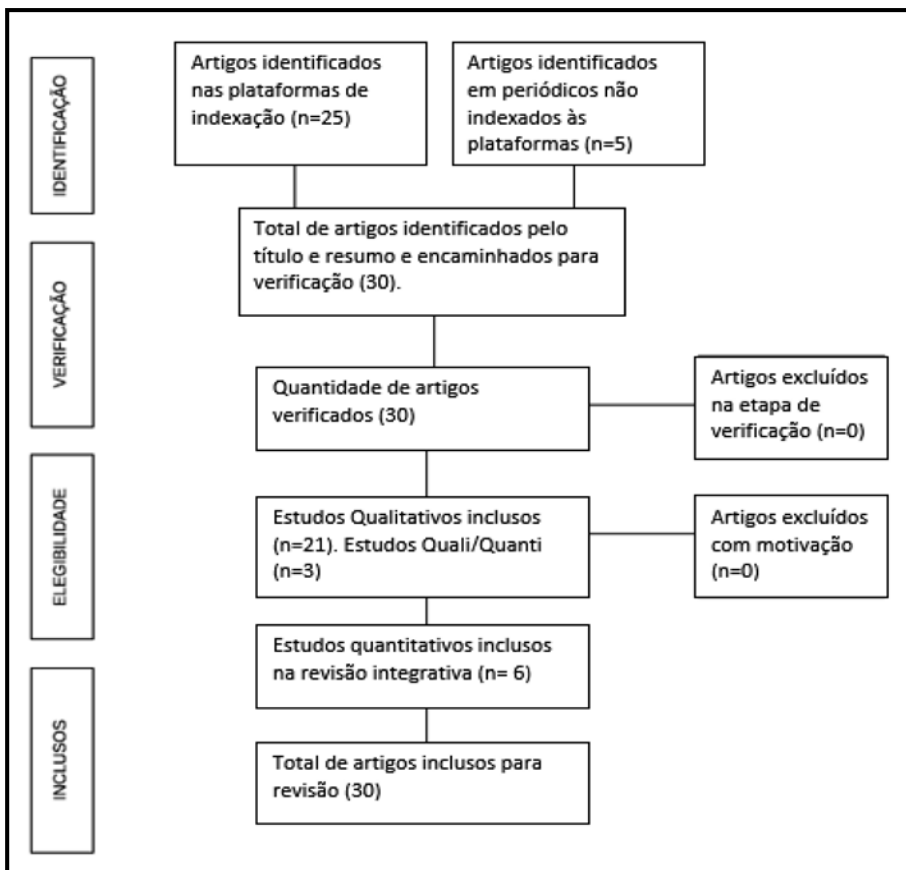 IDENTIFICAÇÃO
Artigos identificados
nas plataformas de
indexação (n=25)
Artigos identificados
em periódicos não
indexados às
plataformas (n=5)
Total de artigos identificados pelo
título e resumo e encaminhados para
verificação (30).
VERIFICAÇÃO
Quantidade de artigos
verificados (30)
Artigos excluídos
na etapa de
verificação (n=0)
ELEGIBILIDADE
Estudos Qualitativos inclusos
(n=21). Estudos Quali/Quanti
(n=3)
Artigos excluídos
com motivação
(n=0)
Estudos quantitativos inclusos
na revisão integrativa (n= 6)
INCLUSOS
Total de artigos inclusos para
revisão (30)